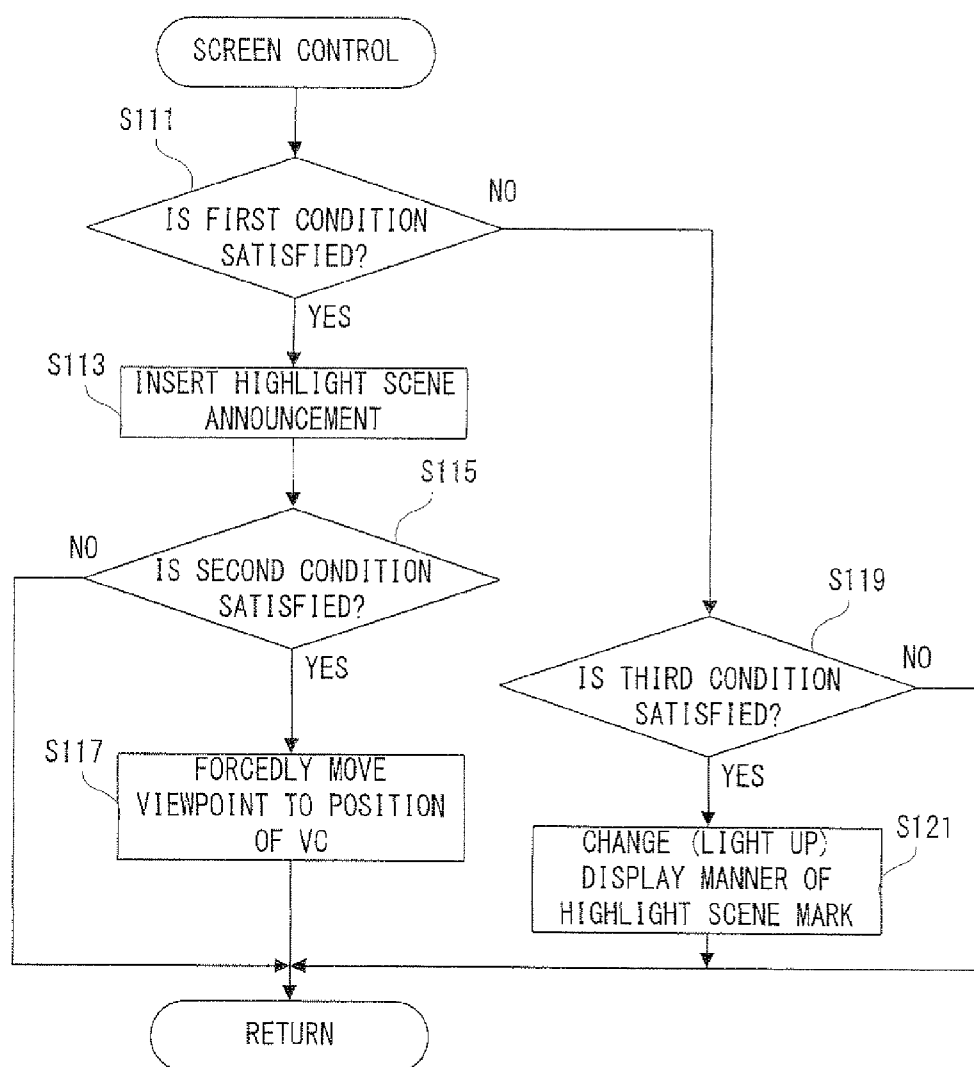 SCREEN CONTROL
S111
NO
IS FIRST CONDITION
SATISFIED?
YES
S113
INSERT HIGHLIGHT SCENE
ANNOUNCEMENT
S115
NO
IS SECOND CONDITION
SATISFIED?
YES
S119
NO
IS THIRD CONDITION
SATISFIED?
YES
S117
FORCEDLY MOVE
VIEWPOINT TO POSITION
OF VC
S121
CHANGE (LIGHT UP)
DISPLAY MANNER OF
HIGHLIGHT SCENE MARK
RETURN